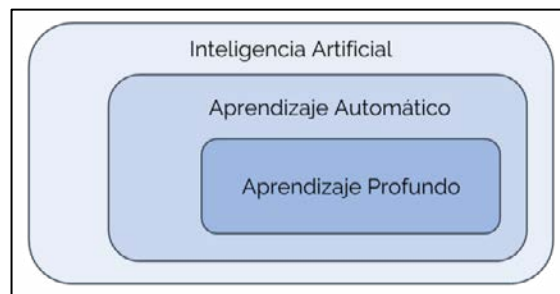 Inteligencia Artificial
Aprendizaje Automático
Aprendizaje Profundo